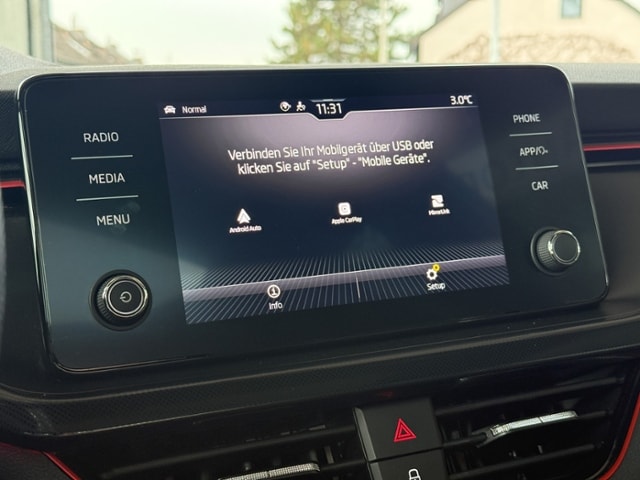 Normal
11:31
3.0°C
RADIO
MEDIA
MENU
Verbinden Sie Ihr Mobilgerät über USB oder
klicken Sie auf "Setup" - "Mobile Geräte".
Android Auto
Apple CarPlay
MirrorLink
Info
Setup
PHONE
APP/
CAR